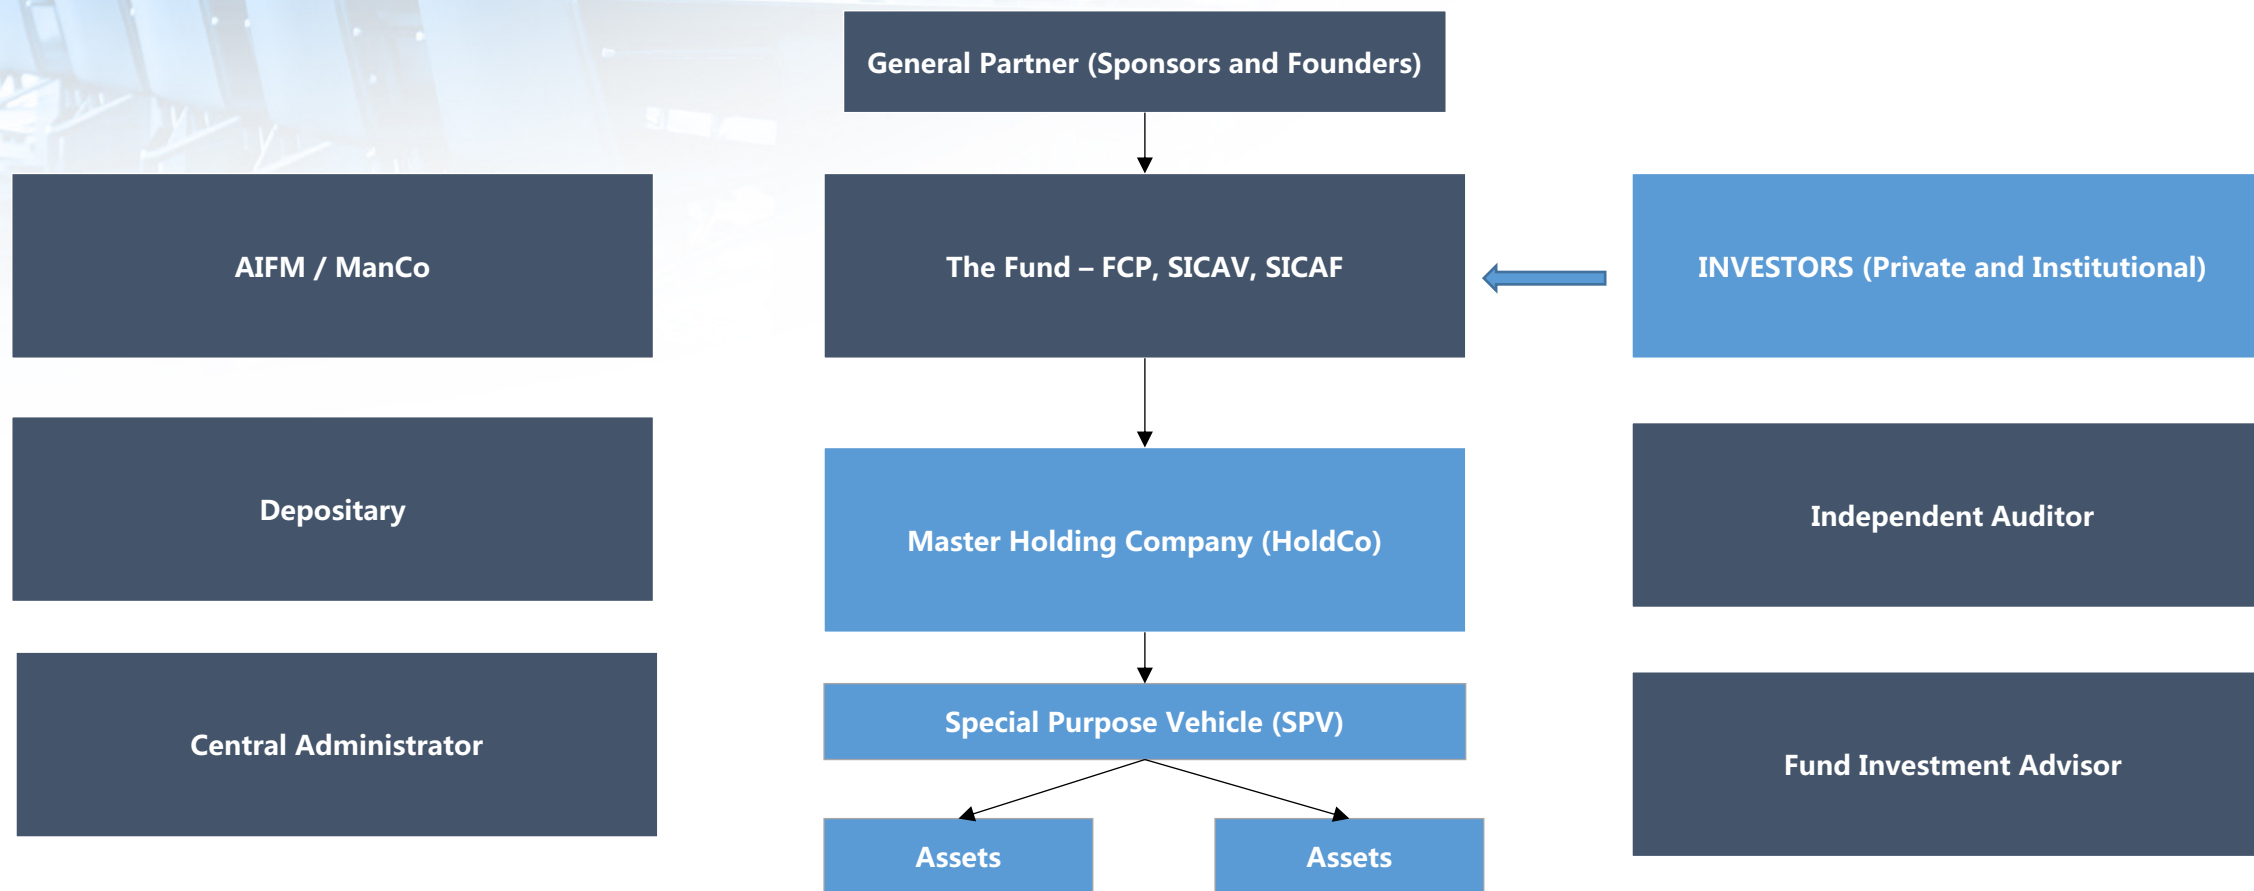 General Partner (Sponsors and Founders)
AIFM / ManCo
The Fund – FCP, SICAV, SICAF
INVESTORS (Private and Institutional)
Depositary
Master Holding Company (HoldCo)
Independent Auditor
Central Administrator
Special Purpose Vehicle (SPV)
Fund Investment Advisor
Assets
Assets